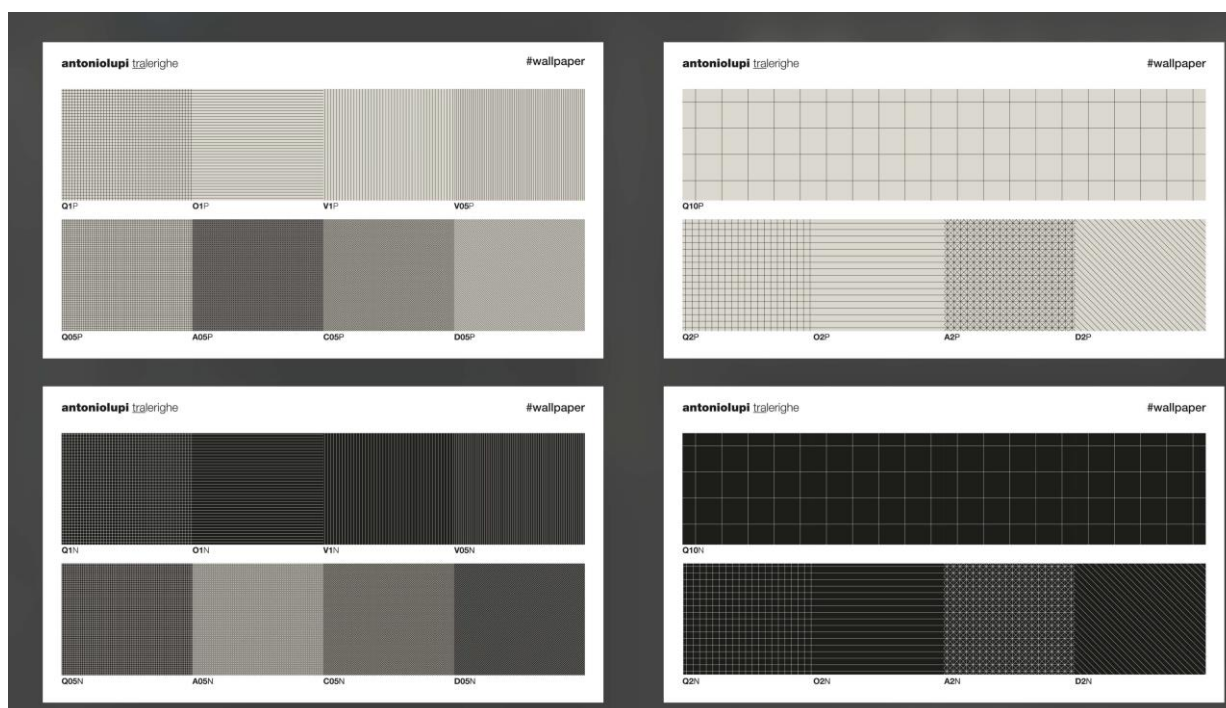 antoniolupi tralerighe #wallpaper
Q1P O1P V1P V05P
Q05P A05P C05P D05P
antoniolupi tralerighe #wallpaper
Q10P
Q2P O2P A2P D2P
antoniolupi tralerighe #wallpaper
Q1N O1N V1N V05N
Q05N A05N C05N D05N
antoniolupi tralerighe #wallpaper
Q10N
Q2N O2N A2N D2N